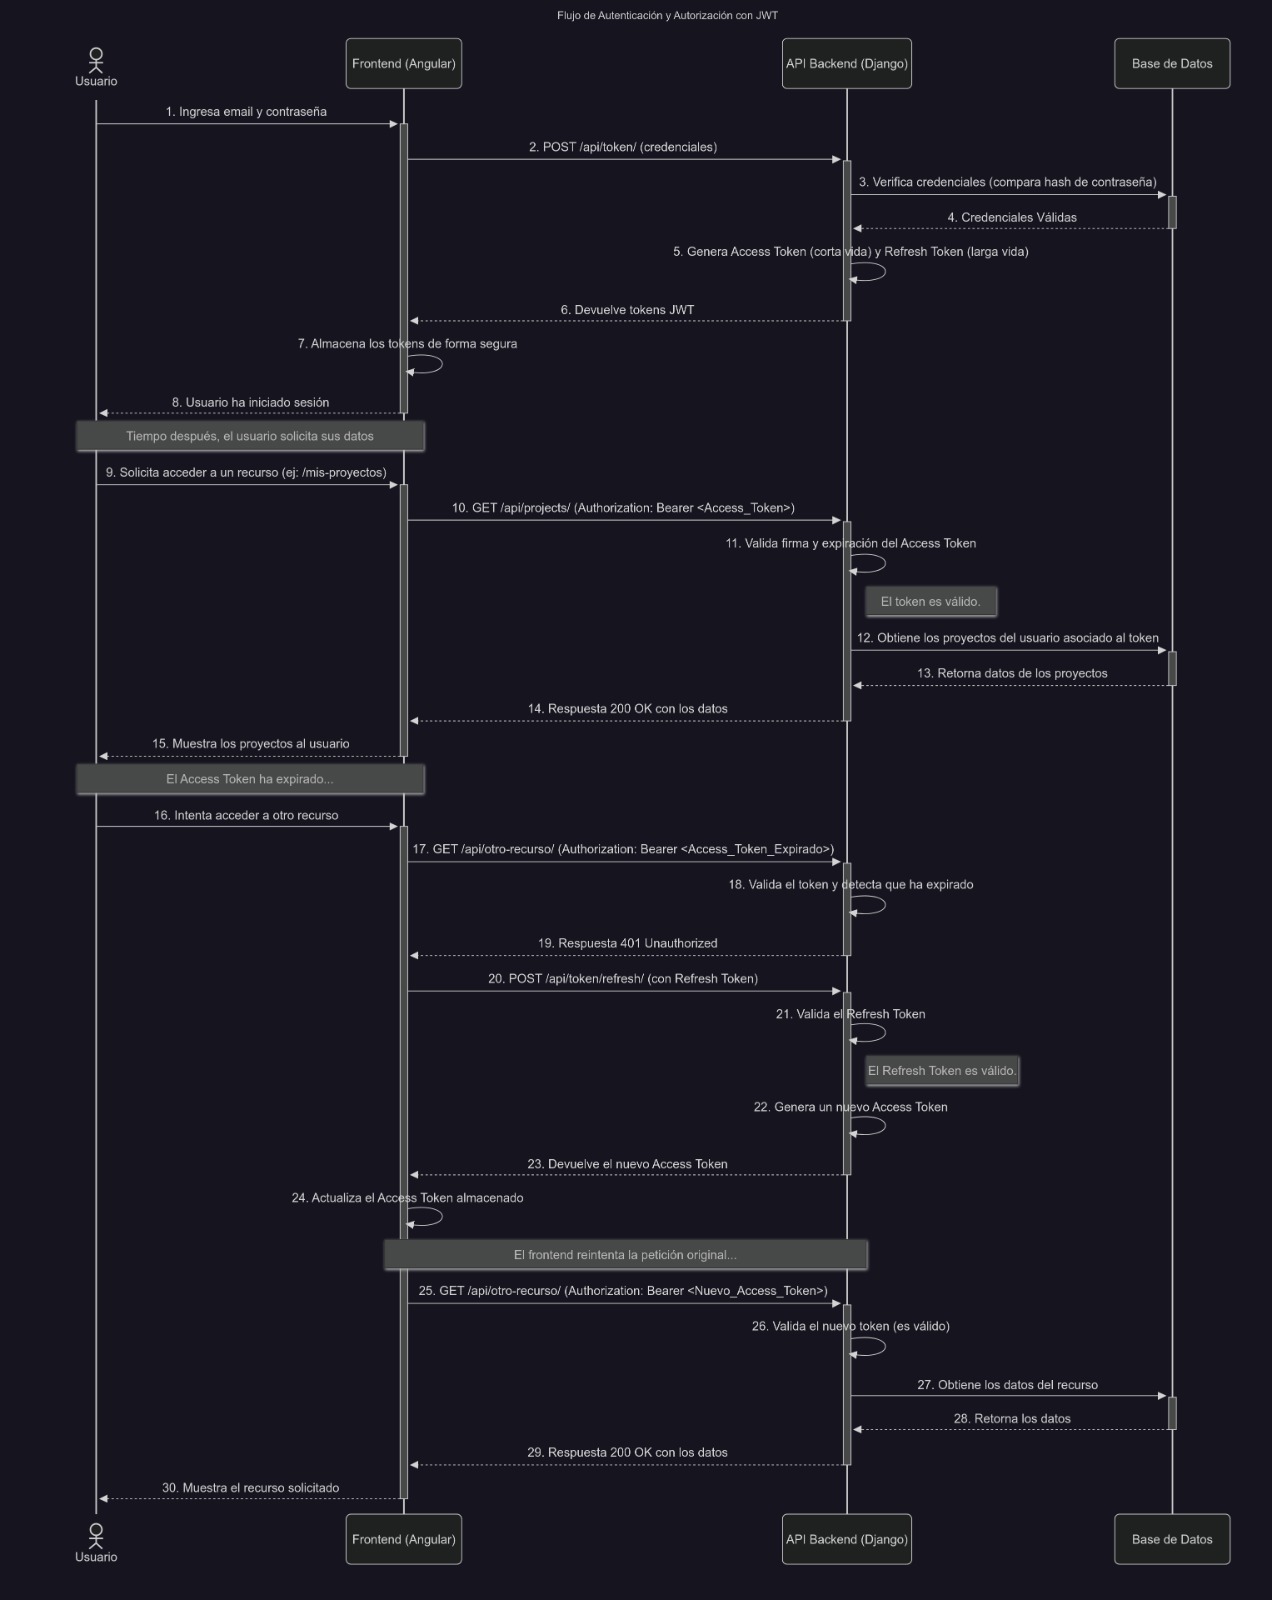 Flujo de Autenticación y Autorización con JWT
Usuario
Frontend (Angular)
API Backend (Django)
Base de Datos
1. Ingresa email y contraseña
2. POST /api/token/ (credenciales)
3. Verifica credenciales (compara hash de contraseña)
4. Credenciales Válidas
5. Genera Access Token (corta vida) y Refresh Token (larga vida)
6. Devuelve tokens JWT
7. Almacena los tokens de forma segura
8. Usuario ha iniciado sesión
Tiempo después, el usuario solicita sus datos
9. Solicita acceder a un recurso (ej: /mis-proyectos)
10. GET /api/projects/ (Authorization: Bearer <Access_Token>)
11. Valida firma y expiración del Access Token
El token es válido.
12. Obtiene los proyectos del usuario asociado al token
13. Retorna datos de los proyectos
14. Respuesta 200 OK con los datos
15. Muestra los proyectos al usuario
El Access Token ha expirado...
16. Intenta acceder a otro recurso
17. GET /api/otro-recurso/ (Authorization: Bearer <Access_Token_Expirado>)
18. Valida el token y detecta que ha expirado
19. Respuesta 401 Unauthorized
20. POST /api/token/refresh/ (con Refresh Token)
21. Valida el Refresh Token
El Refresh Token es válido.
22. Genera un nuevo Access Token
23. Devuelve el nuevo Access Token
24. Actualiza el Access Token almacenado
El frontend reintenta la petición original...
25. GET /api/otro-recurso/ (Authorization: Bearer <Nuevo_Access_Token>)
26. Valida el nuevo token (es válido)
27. Obtiene los datos del recurso
28. Retorna los datos
29. Respuesta 200 OK con los datos
30. Muestra el recurso solicitado
Usuario
Frontend (Angular)
API Backend (Django)
Base de Datos